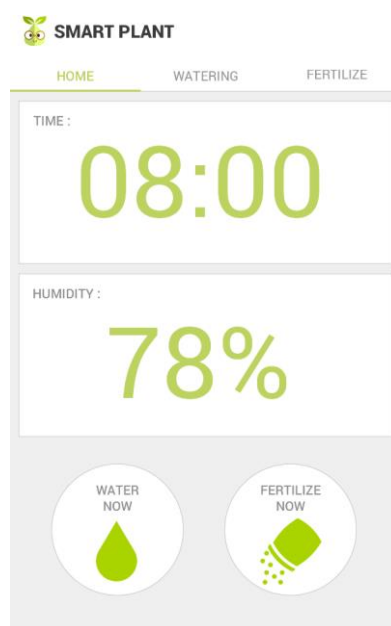 SMART PLANT
HOME WATERING FERTILIZE
TIME :
08:00
HUMIDITY :
78%
WATER
NOW
FERTILIZE
NOW